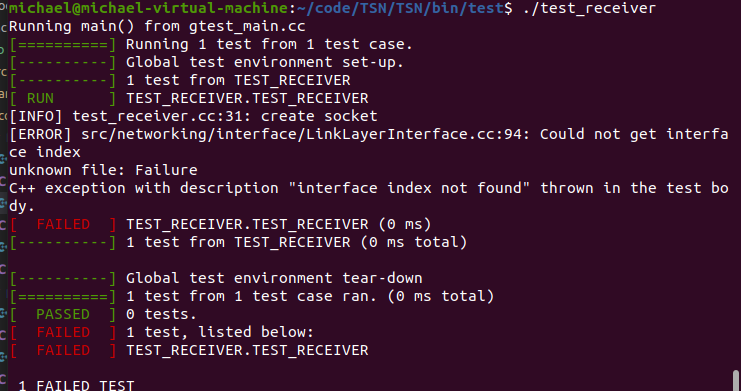 michael@michael-virtual-machine:~/code/TSN/TSN/bin/test$ ./test_receiver
Running main() from gtest_main.cc
[==========] Running 1 test from 1 test case.
[----------] Global test environment set-up.
[----------] 1 test from TEST_RECEIVER
[ RUN      ] TEST_RECEIVER.TEST_RECEIVER
[INFO] test_receiver.cc:31: create socket
[ERROR] src/networking/interface/LinkLayerInterface.cc:94: Could not get interfa
ce index
unknown file: Failure
C++ exception with description "interface index not found" thrown in the test bo
dy.
[  FAILED  ] TEST_RECEIVER.TEST_RECEIVER (0 ms)
[----------] 1 test from TEST_RECEIVER (0 ms total)
[----------] Global test environment tear-down
[==========] 1 test from 1 test case ran. (0 ms total)
[  PASSED  ] 0 tests.
[  FAILED  ] 1 test, listed below:
[  FAILED  ] TEST_RECEIVER.TEST_RECEIVER
1 FAILED TEST